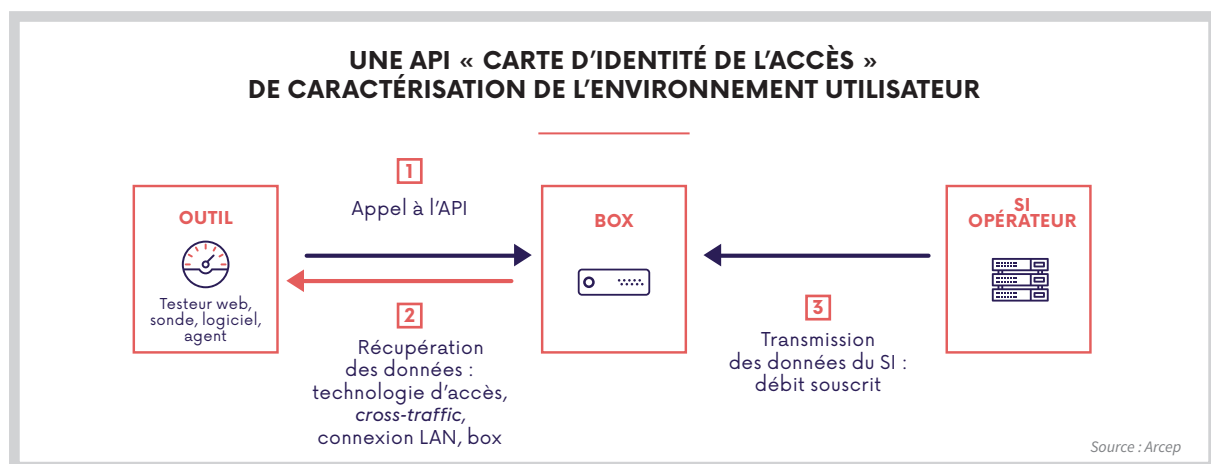 UNE API « CARTE D'IDENTITÉ DE L'ACCÈS »
DE CARACTÉRISATION DE L'ENVIRONNEMENT UTILISATEUR
OUTIL
Testeur web,
sonde, logiciel,
agent
1
Appel à l'API
2
Récupération
des données :
technologie d'accès,
cross-traffic,
connexion LAN, box
BOX
3
Transmission
des données du SI :
débit souscrit
SI
OPÉRATEUR
Source : Arcep